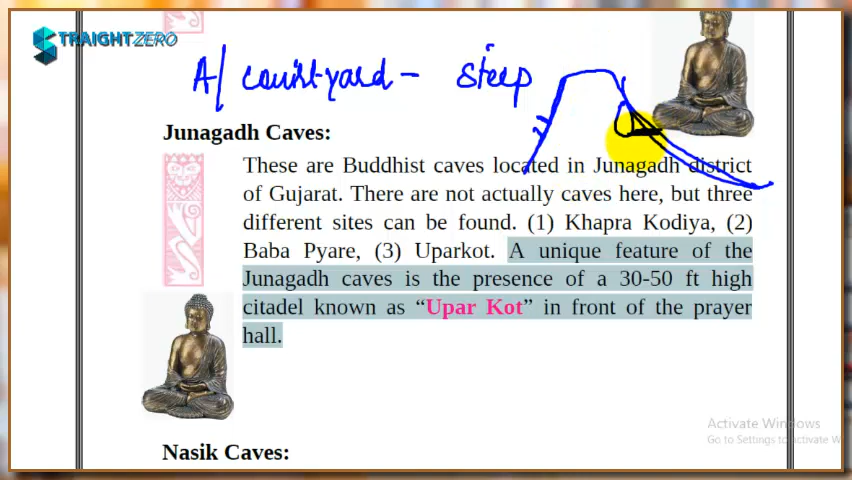 STRAIGHTZERO
A/ courtyard - steep
Junagadh Caves:
These are Buddhist caves located in Junagadh district
of Gujarat. There are not actually caves here, but three
different sites can be found. (1) Khapra Kodiya, (2)
Baba Pyare, (3) Uparkot. A unique feature of the
Junagadh caves is the presence of a 30-50 ft high
citadel known as “Upar Kot” in front of the prayer
hall.
Activate Windows
Go to Settings to activate W
Nasik Caves: